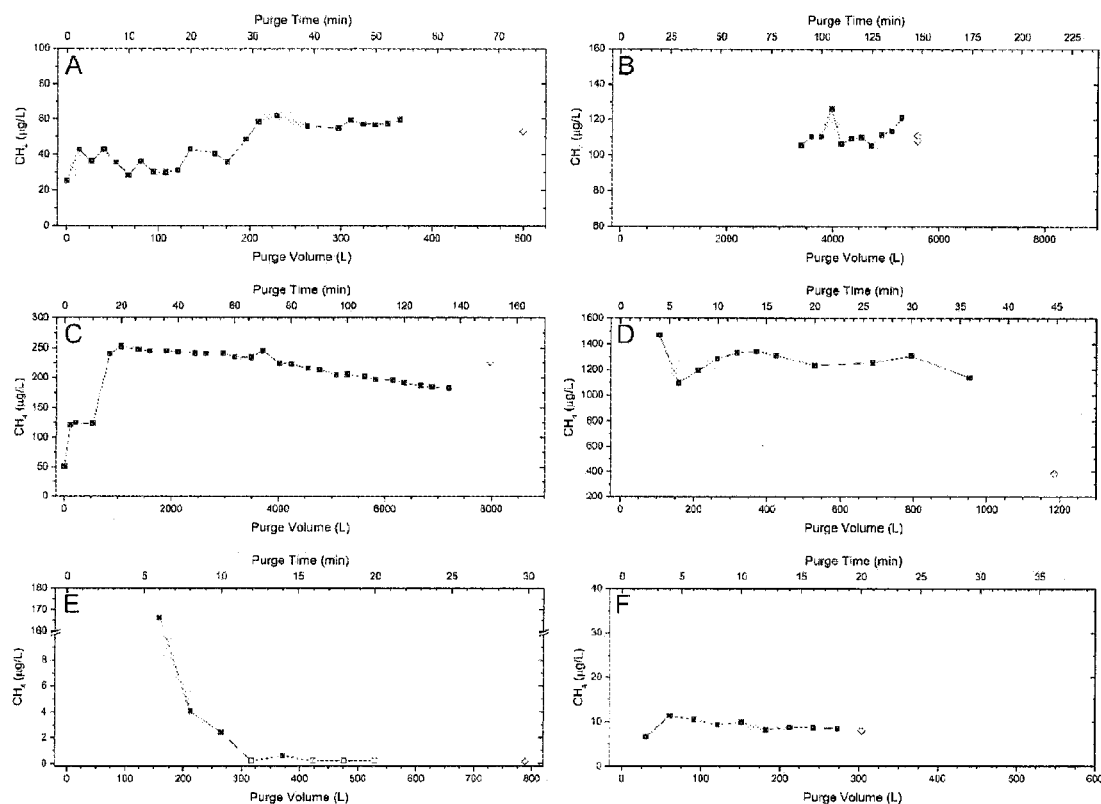 Purge Time (min)
0 10 20 30 40 50 60 70
A
100
80
60
40
20
0
CH4 (µg/L)
0 100 200 300 400 500
Purge Volume (L)
Purge Time (min)
0 25 50 75 100 125 150 175 200 225
B
160
140
120
100
80
60
CH4 (µg/L)
0 2000 4000 6000 8000
Purge Volume (L)
Purge Time (min)
0 20 40 60 80 100 120 140 160
C
300
250
200
150
100
50
0
CH4 (µg/L)
0 2000 4000 6000 8000
Purge Volume (L)
Purge Time (min)
0 5 10 15 20 25 30 35 40 45
D
1600
1400
1200
1000
800
600
400
200
CH4 (µg/L)
0 200 400 600 800 1000 1200
Purge Volume (L)
Purge Time (min)
0 5 10 15 20 25 30
E
180
170
160
8
6
4
2
0
CH4 (µg/L)
0 100 200 300 400 500 600 700 800
Purge Volume (L)
Purge Time (min)
0 5 10 15 20 25 30 35
F
40
30
20
10
0
CH4 (µg/L)
0 100 200 300 400 500 600
Purge Volume (L)